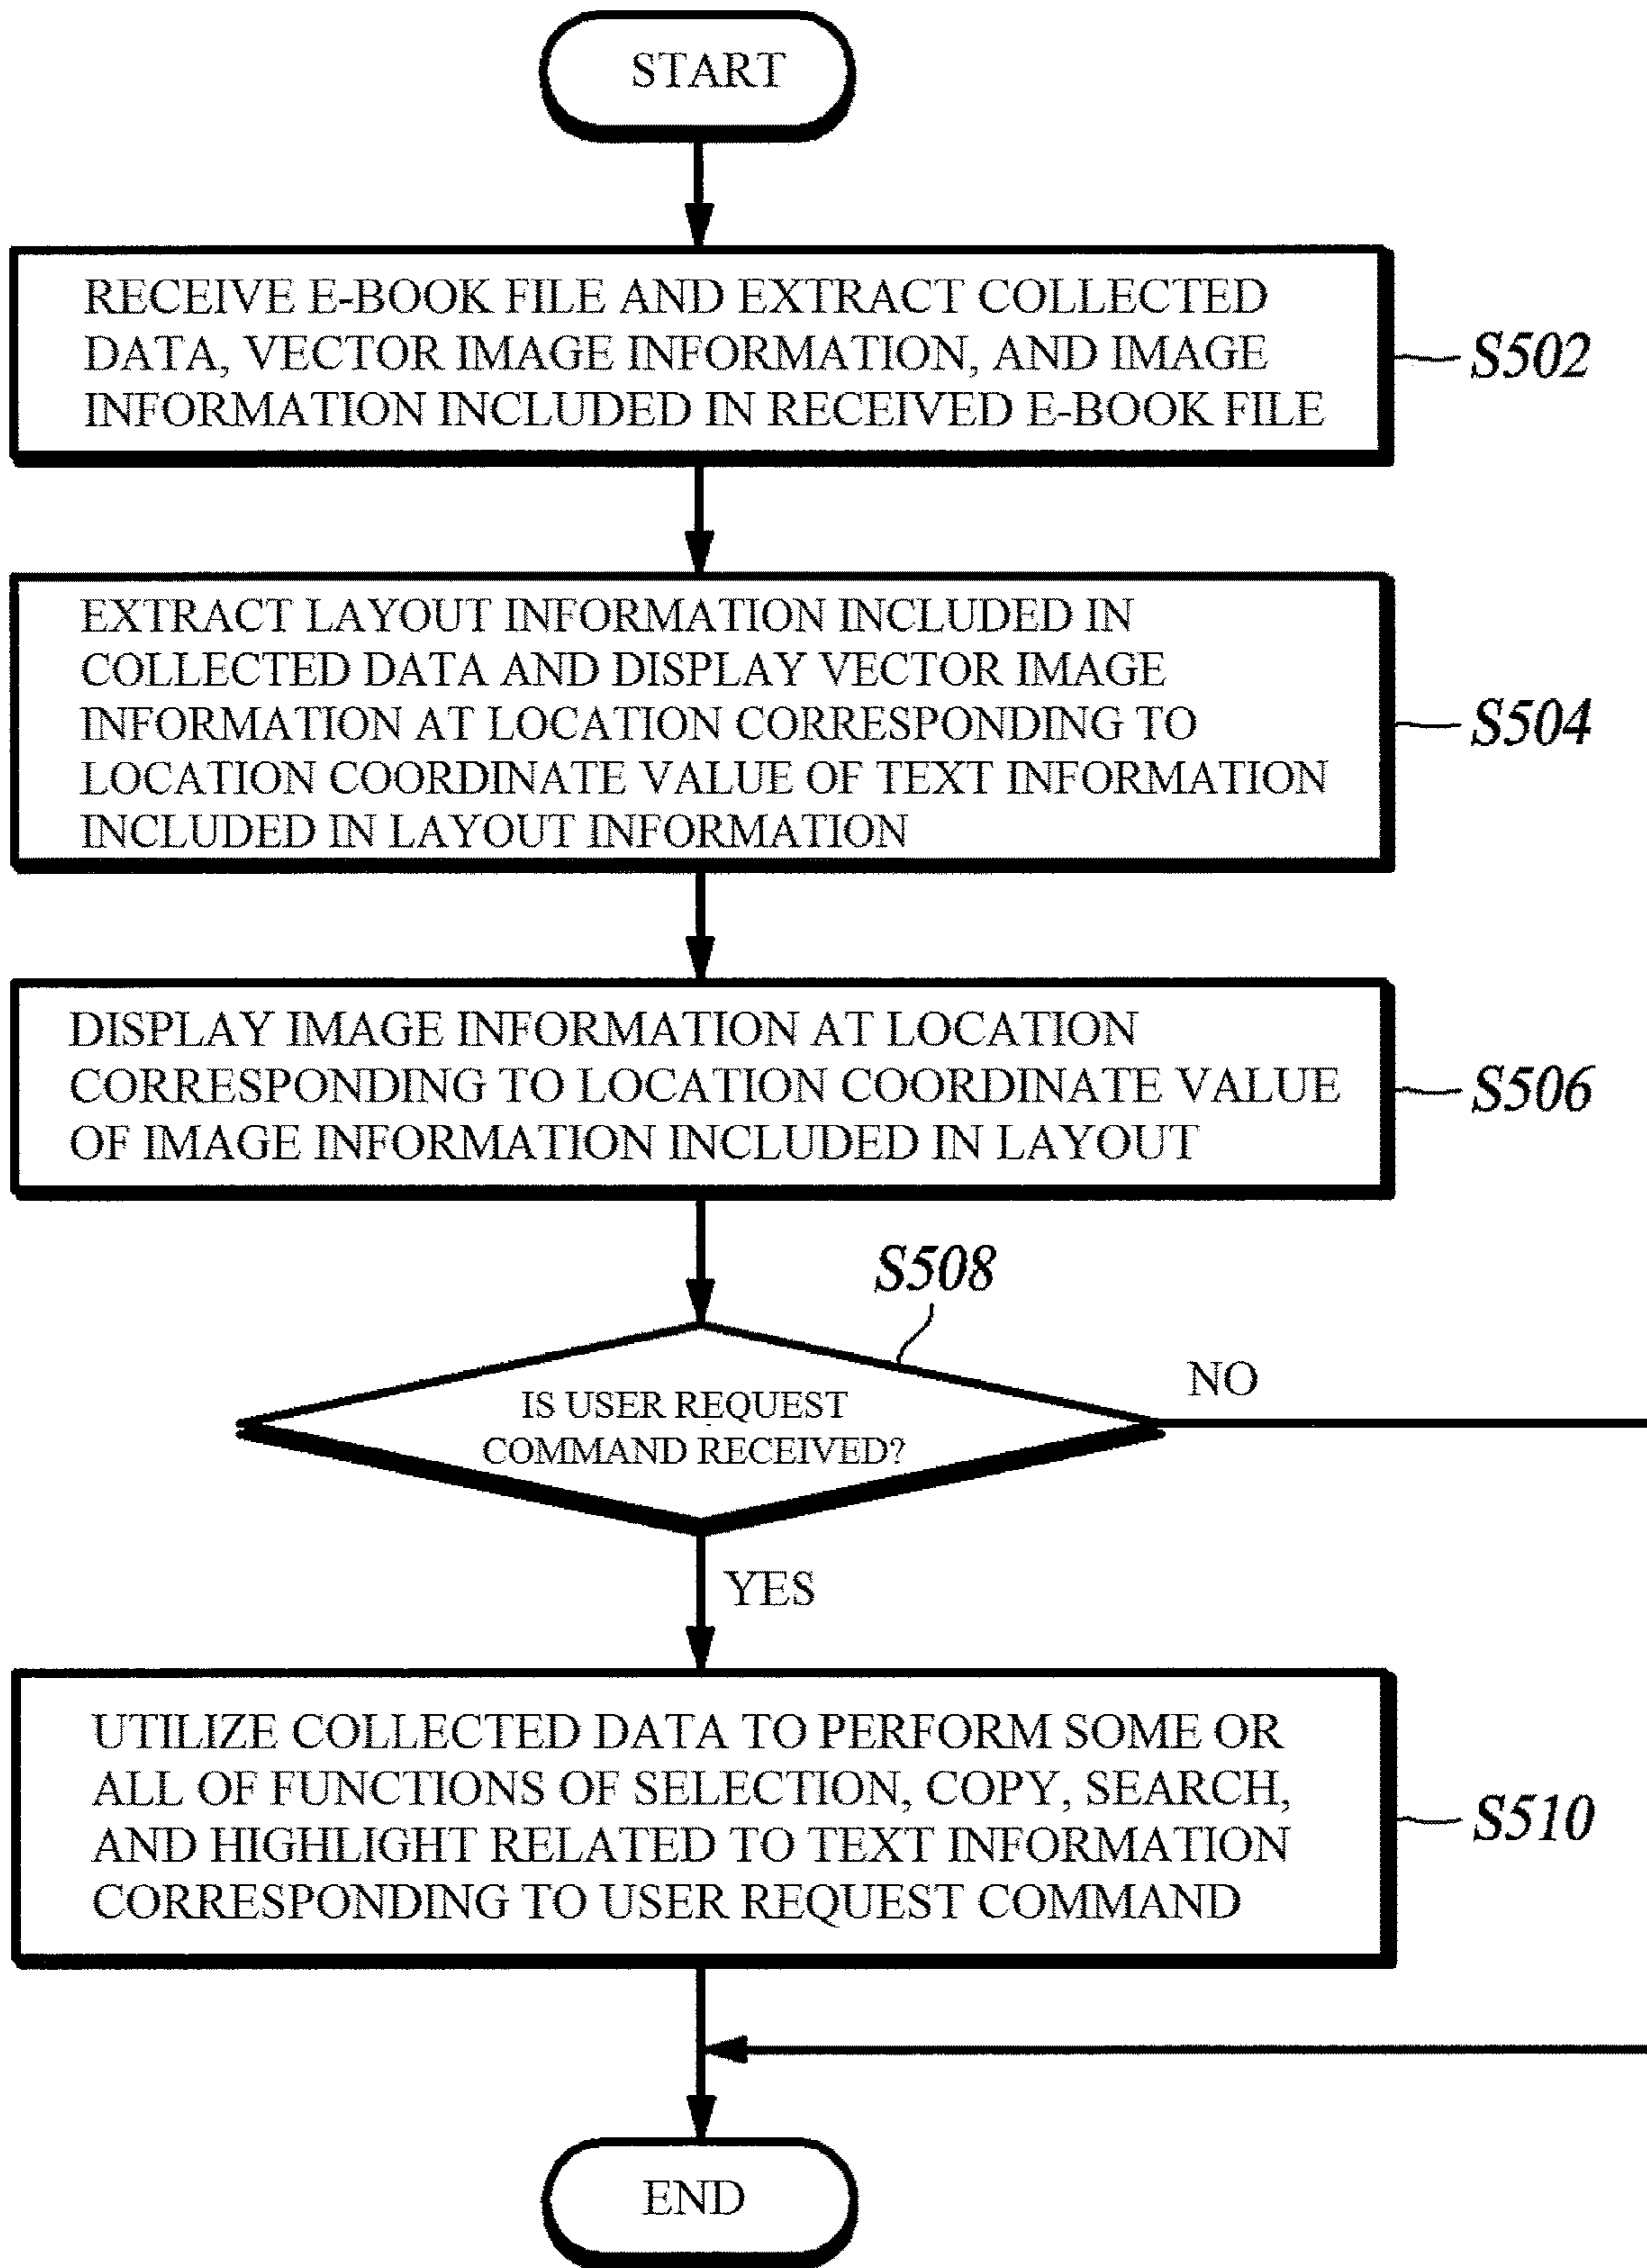 START
RECEIVE E-BOOK FILE AND EXTRACT COLLECTED
DATA, VECTOR IMAGE INFORMATION, AND IMAGE
INFORMATION INCLUDED IN RECEIVED E-BOOK FILE
S502
EXTRACT LAYOUT INFORMATION INCLUDED IN
COLLECTED DATA AND DISPLAY VECTOR IMAGE
INFORMATION AT LOCATION CORRESPONDING TO
LOCATION COORDINATE VALUE OF TEXT INFORMATION
INCLUDED IN LAYOUT INFORMATION
S504
DISPLAY IMAGE INFORMATION AT LOCATION
CORRESPONDING TO LOCATION COORDINATE VALUE
OF IMAGE INFORMATION INCLUDED IN LAYOUT
S506
S508
IS USER REQUEST
COMMAND RECEIVED?
NO
YES
UTILIZE COLLECTED DATA TO PERFORM SOME OR
ALL OF FUNCTIONS OF SELECTION, COPY, SEARCH,
AND HIGHLIGHT RELATED TO TEXT INFORMATION
CORRESPONDING TO USER REQUEST COMMAND
S510
END